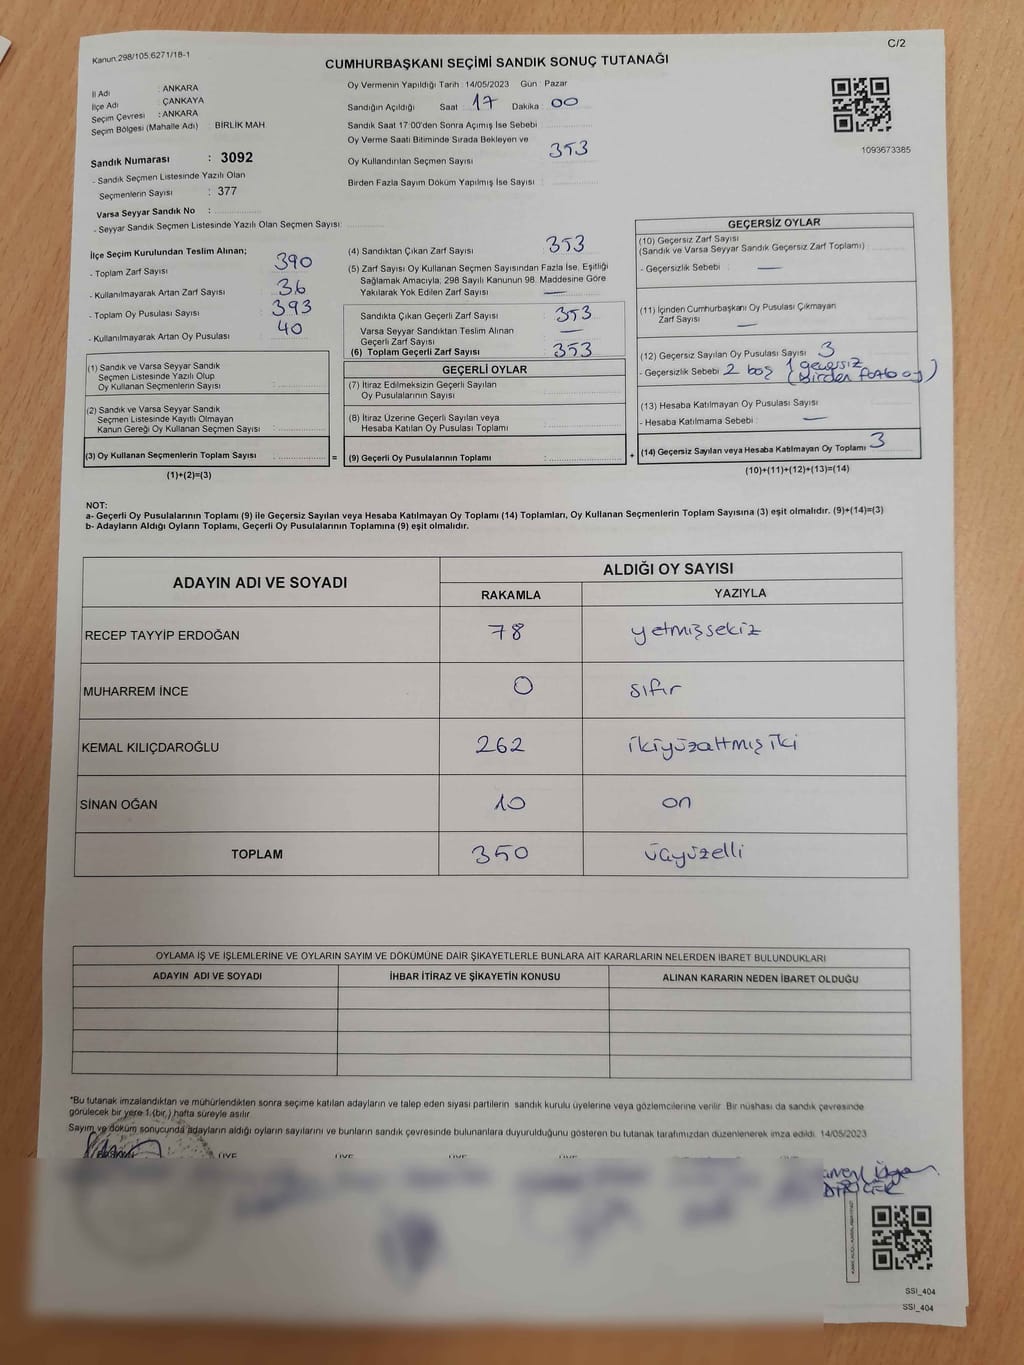 Kanun:298/105.6271/18-1
C/2
CUMHURBAŞKANI SEÇİMİ SANDIK SONUÇ TUTANAĞI
İl Adı : ANKARA
İlçe Adı : ÇANKAYA
Seçim Çevresi : ANKARA
Seçim Bölgesi (Mahalle Adı) : BİRLİK MAH.
Sandık Numarası : 3092
- Sandık Seçmen Listesinde Yazılı Olan
Seçmenlerin Sayısı : 377
Varsa Seyyar Sandık No :
- Seyyar Sandık Seçmen Listesinde Yazılı Olan Seçmen Sayısı:
Oy Vermenin Yapıldığı Tarih : 14/05/2023 Gün : Pazar
Sandığın Açıldığı Saat : 17 Dakika : 00
Sandık Saat 17:00'den Sonra Açımış İse Sebebi :
Oy Verme Saati Bitiminde Sırada Bekleyen ve
Oy Kullandırılan Seçmen Sayısı : 353
Birden Fazla Sayım Döküm Yapılmış İse Sayısı :
1093673385
İlçe Seçim Kurulundan Teslim Alınan;
- Toplam Zarf Sayısı : 390
- Kullanılmayarak Artan Zarf Sayısı : 36
- Toplam Oy Pusulası Sayısı : 393
- Kullanılmayarak Artan Oy Pusulası : 40
(1) Sandık ve Varsa Seyyar Sandık
Seçmen Listesinde Yazılı Olup
Oy Kullanan Seçmenlerin Sayısı :
(2) Sandık ve Varsa Seyyar Sandık
Seçmen Listesinde Kayıtlı Olmayan
Kanun Gereği Oy Kullanan Seçmen Sayısı :
(3) Oy Kullanan Seçmenlerin Toplam Sayısı :
(1)+(2)=(3)
=
(4) Sandıktan Çıkan Zarf Sayısı : 353
(5) Zarf Sayısı Oy Kullanan Seçmen Sayısından Fazla İse, Eşitliği
Sağlamak Amacıyla, 298 Sayılı Kanunun 98. Maddesine Göre
Yakılarak Yok Edilen Zarf Sayısı : —
Sandıkta Çıkan Geçerli Zarf Sayısı : 353
Varsa Seyyar Sandıktan Teslim Alınan
Geçerli Zarf Sayısı : —
(6) Toplam Geçerli Zarf Sayısı : 353
GEÇERLİ OYLAR
(7) İtiraz Edilmeksizin Geçerli Sayılan
Oy Pusulalarının Sayısı :
(8) İtiraz Üzerine Geçerli Sayılan veya
Hesaba Katılan Oy Pusulası Toplamı :
(9) Geçerli Oy Pusulalarının Toplamı :
+
GEÇERSİZ OYLAR
(10) Geçersiz Zarf Sayısı
(Sandık ve Varsa Seyyar Sandık Geçersiz Zarf Toplamı) :
- Geçersizlik Sebebi : —
(11) İçinden Cumhurbaşkanı Oy Pusulası Çıkmayan
Zarf Sayısı : —
(12) Geçersiz Sayılan Oy Pusulası Sayısı : 3
- Geçersizlik Sebebi : 2 boş 1 geçersiz
(birden fazla oy)
(13) Hesaba Katılmayan Oy Pusulası Sayısı :
- Hesaba Katılmama Sebebi : —
(14) Geçersiz Sayılan veya Hesaba Katılmayan Oy Toplamı : 3
(10)+(11)+(12)+(13)=(14)
NOT:
a- Geçerli Oy Pusulalarının Toplamı (9) ile Geçersiz Sayılan veya Hesaba Katılmayan Oy Toplamı (14) Toplamları, Oy Kullanan Seçmenlerin Toplam Sayısına (3) eşit olmalıdır. (9)+(14)=(3)
b- Adayların Aldığı Oyların Toplamı, Geçerli Oy Pusulalarının Toplamına (9) eşit olmalıdır.
ADAYIN ADI VE SOYADI
ALDIĞI OY SAYISI
RAKAMLA YAZIYLA
RECEP TAYYİP ERDOĞAN 78 yetmişsekiz
MUHARREM İNCE 0 sıfır
KEMAL KILIÇDAROĞLU 262 ikiyüzaltmışiki
SİNAN OĞAN 10 on
TOPLAM 350 üçyüzelli
OYLAMA İŞ VE İŞLEMLERİNE VE OYLARIN SAYIM VE DÖKÜMÜNE DAİR ŞİKAYETLERLE BUNLARA AİT KARARLARIN NELERDEN İBARET BULUNDUKLARI
ADAYIN ADI VE SOYADI İHBAR İTİRAZ VE ŞİKAYETİN KONUSU ALINAN KARARIN NEDEN İBARET OLDUĞU
*Bu tutanak imzalandıktan ve mühürlendikten sonra seçime katılan adayların ve talep eden siyasi partilerin sandık kurulu üyelerine veya gözlemcilerine verilir. Bir nüshası da sandık çevresinde
görülecek bir yere 1 (bir) hafta süreyle asılır.
Sayım ve döküm sonucunda adayların aldığı oyların sayılarını ve bunların sandık çevresinde bulunanlara duyurulduğunu gösteren bu tutanak tarafımızdan düzenlenerek imza edildi. 14/05/2023
ÜYE ÜYE ÜYE ÜYE
SSI_404
SSI_404